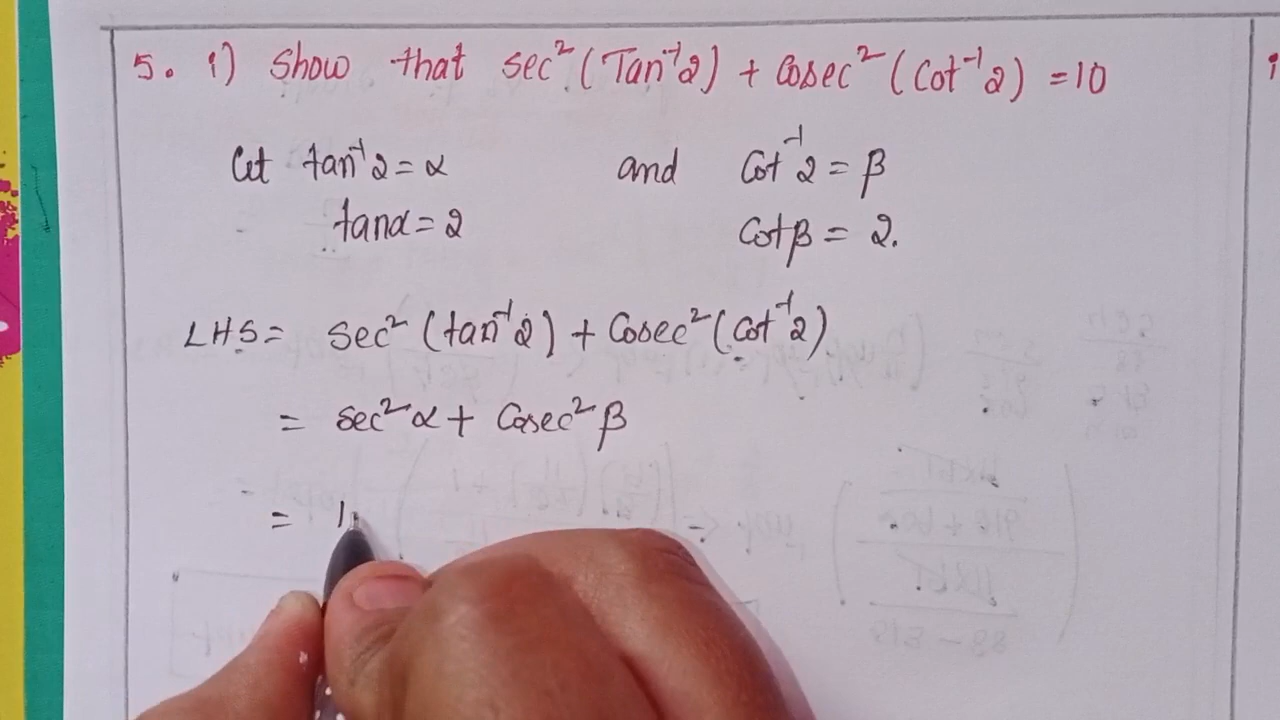 5. i) Show that sec²(Tan⁻¹2) + Cosec²(Cot⁻¹2) = 10
Let tan⁻¹2 = α and Cot⁻¹2 = β
tanα = 2 Cotβ = 2.
LHS = sec²(tan⁻¹2) + Cosec²(Cot⁻¹2)
= sec²α + Cosec²β
= 1